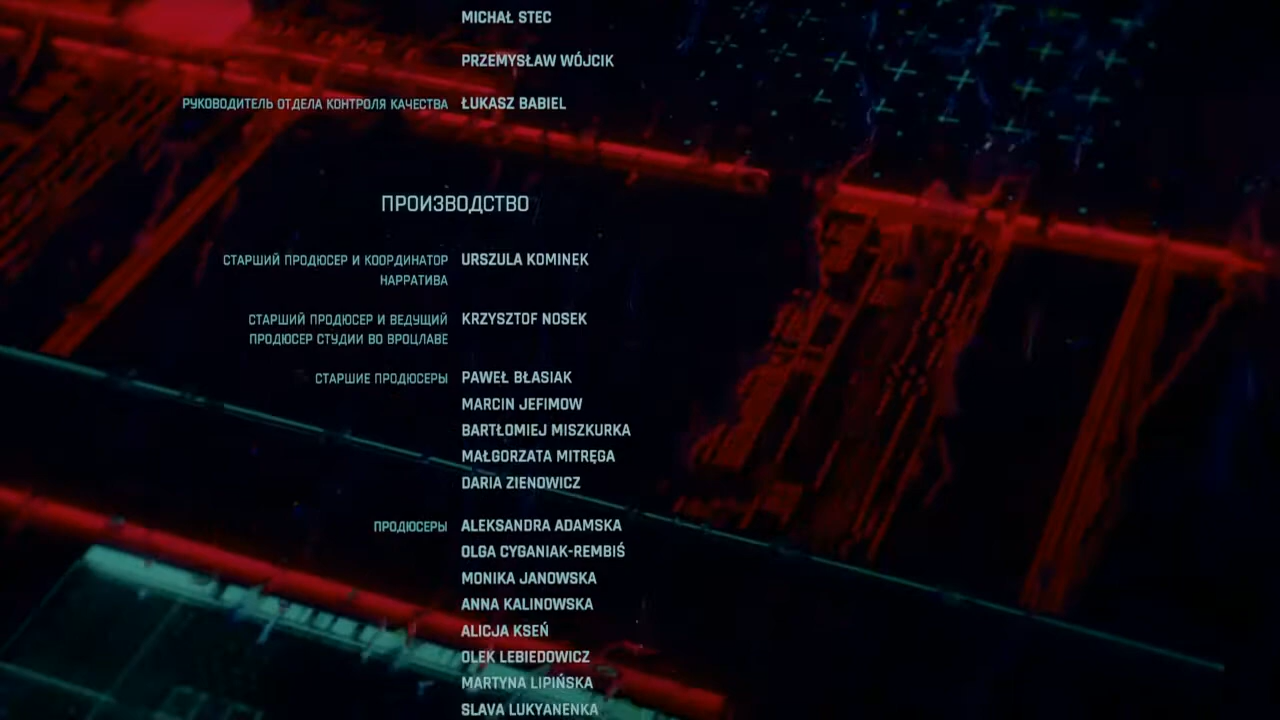 MICHAŁ STEC
PRZEMYSŁAW WÓJCIK
РУКОВОДИТЕЛЬ ОТДЕЛА КОНТРОЛЯ КАЧЕСТВА ŁUKASZ BABIEL
ПРОИЗВОДСТВО
СТАРШИЙ ПРОДЮСЕР И КООРДИНАТОР URSZULA KOMINEK
НАРРАТИВА
СТАРШИЙ ПРОДЮСЕР И ВЕДУЩИЙ KRZYSZTOF NOSEK
ПРОДЮСЕР СТУДИИ ВО ВРОЦЛАВЕ
СТАРШИЕ ПРОДЮСЕРЫ PAWEŁ BŁASIAK
MARCIN JEFIMOW
BARTŁOMIEJ MISZKURKA
MAŁGORZATA MITRĘGA
DARIA ZIENOWICZ
ПРОДЮСЕРЫ ALEKSANDRA ADAMSKA
OLGA CYGANIAK-REMBIŚ
MONIKA JANOWSKA
ANNA KALINOWSKA
ALICJA KSEŃ
OLEK LEBIEDOWICZ
MARTYNA LIPIŃSKA
SLAVA LUKYANENKA